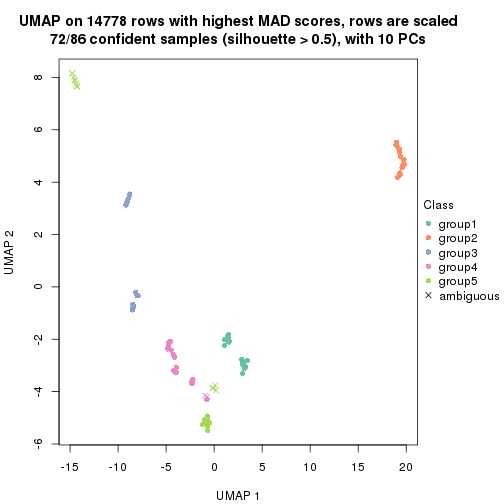 UMAP on 14778 rows with highest MAD scores, rows are scaled
72/86 confident samples (silhouette > 0.5), with 10 PCs
8
6
4
2
0
-2
-4
-6
UMAP 2
-15
-10
-5
0
5
10
15
20
UMAP 1
Class
group1
group2
group3
group4
group5
ambiguous